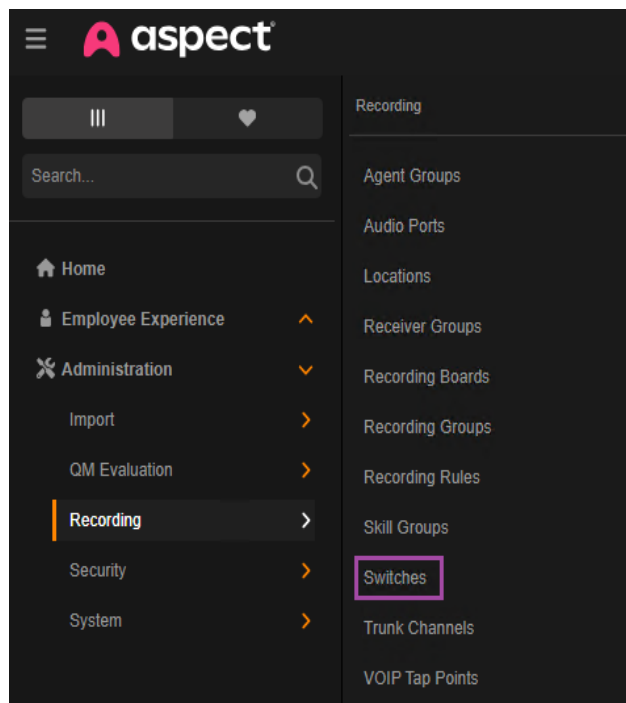 aspect
Search...
Home
Employee Experience
Administration
Import
QM Evaluation
Recording
Security
System
Recording
Agent Groups
Audio Ports
Locations
Receiver Groups
Recording Boards
Recording Groups
Recording Rules
Skill Groups
Switches
Trunk Channels
VOIP Tap Points